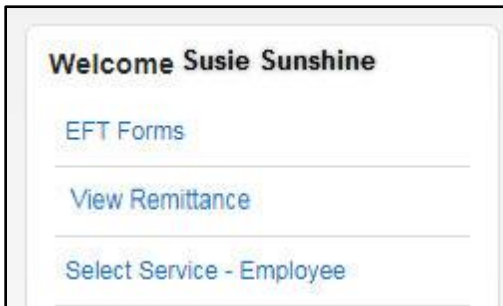 Welcome Susie Sunshine
EFT Forms
View Remittance
Select Service - Employee